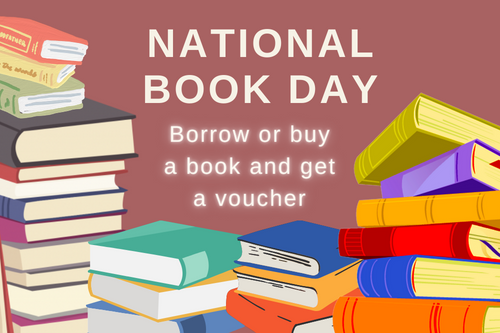 NATIONAL
BOOK DAY
Borrow or buy
a book and get
a voucher